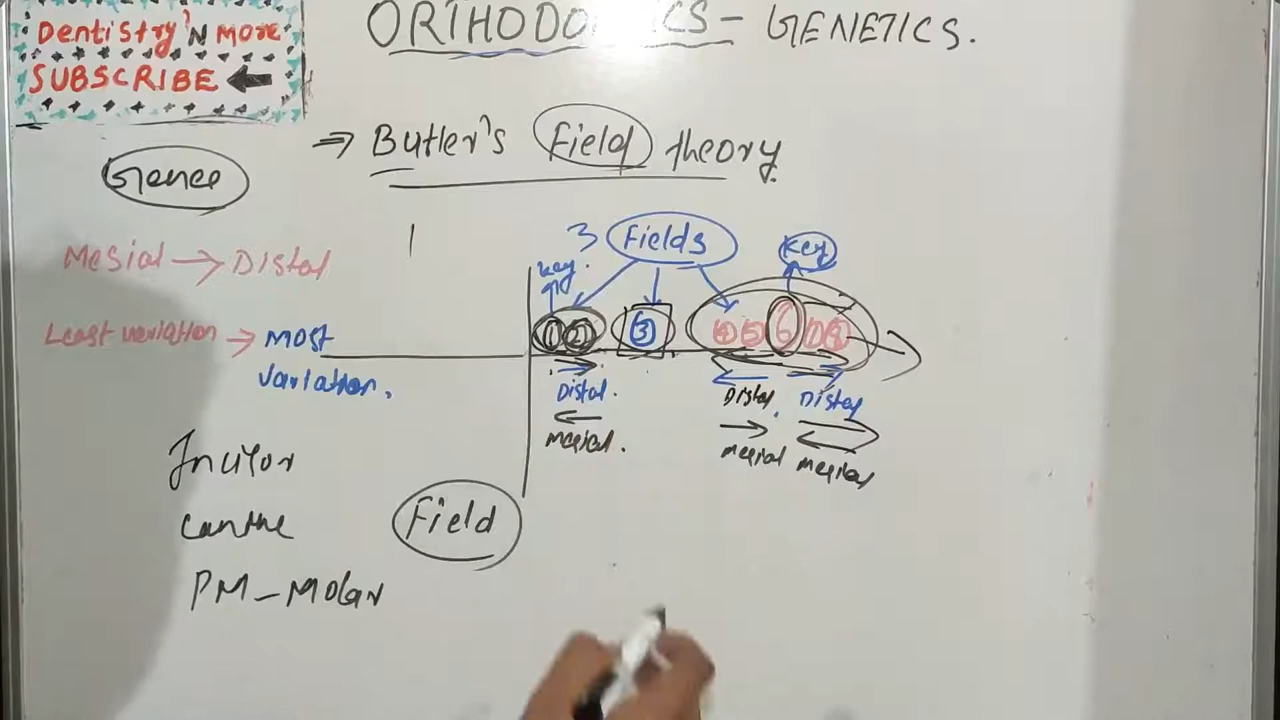 Dentistry'N MORE
SUBSCRIBE
ORTHODO CS - GENETICS.
⇒ Butler's Field theory.
Gence
Mesial → Distal
3 Fields
key.
key
Least variation → most
variation.
1 2 3 4 5 6 7 8
Distal. Distal. Distal
mesial. mesial mesial
Incisor
canine
Field
PM - Molar